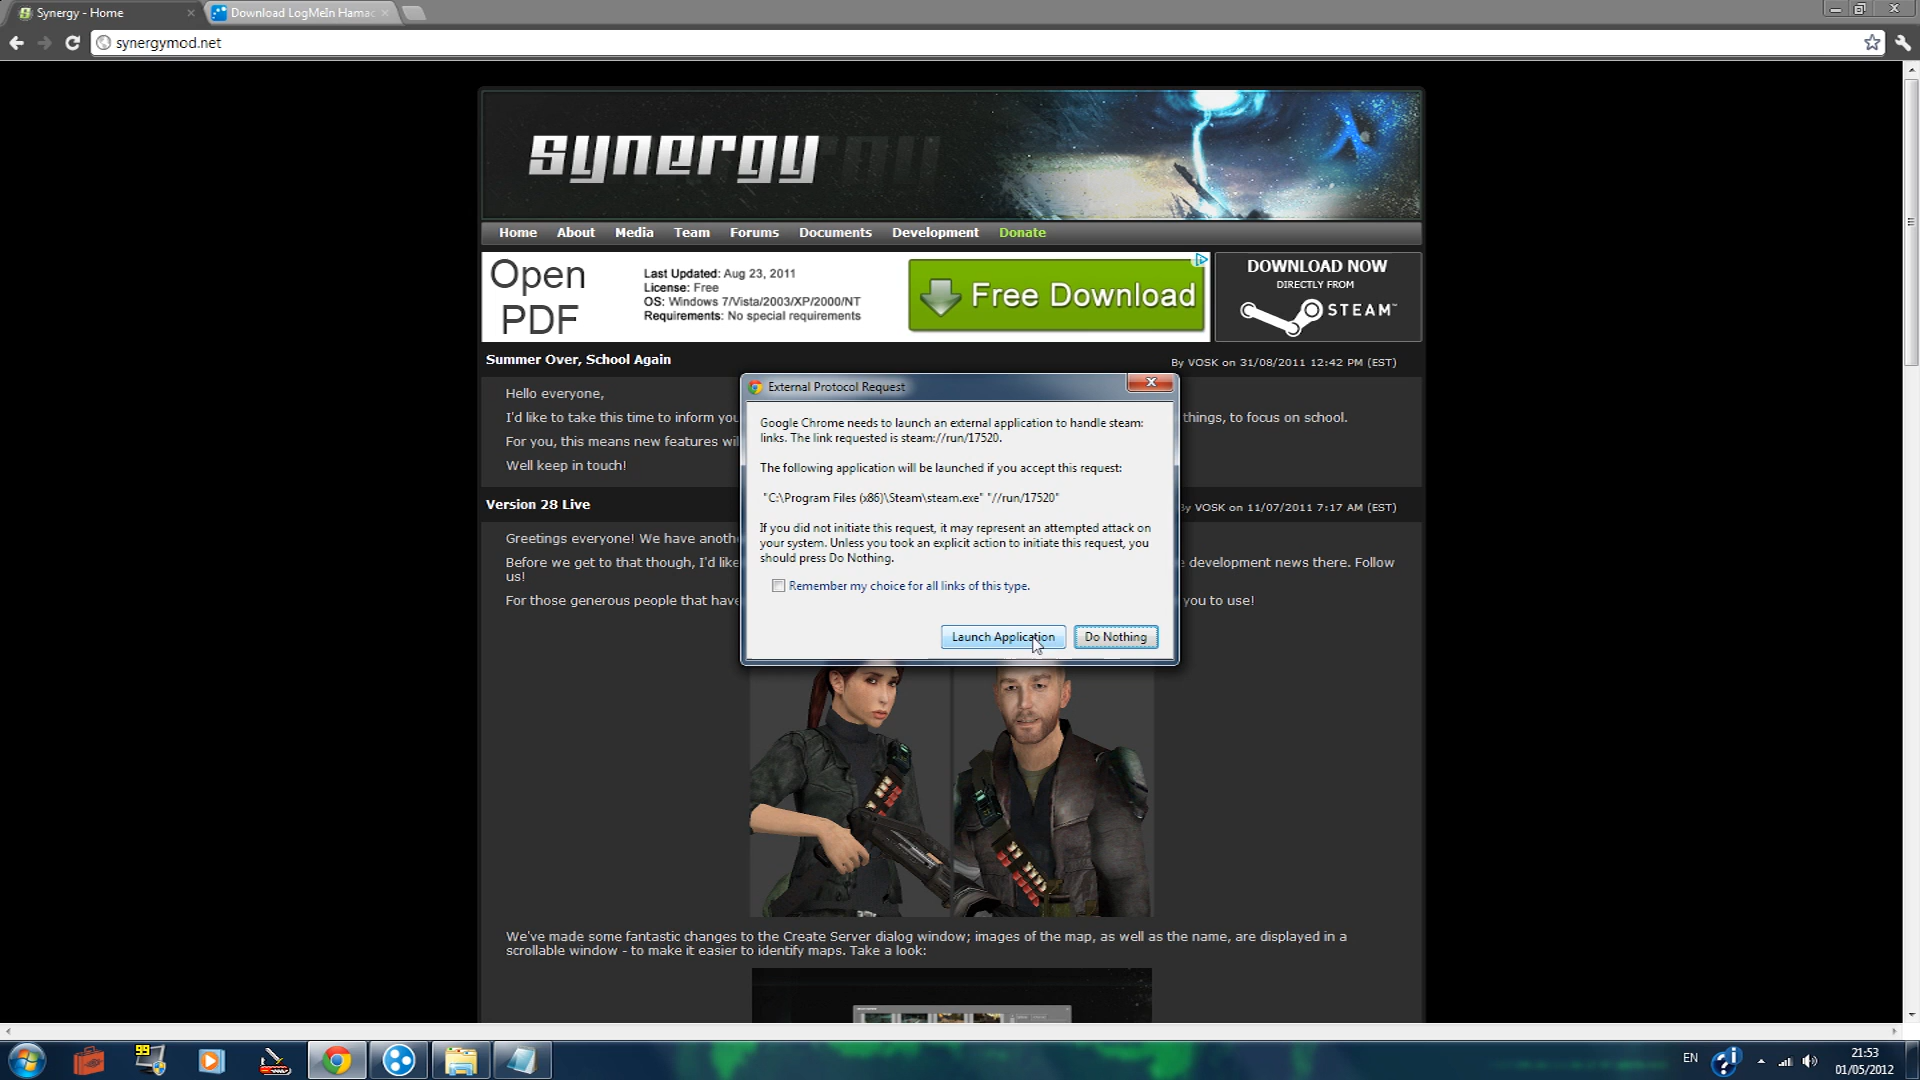 Synergy - Home
Download LogMeIn Hamac
synergymod.net
synergy
Home About Media Team Forums Documents Development Donate
Open
PDF
Last Updated: Aug 23, 2011
License: Free
OS: Windows 7/Vista/2003/XP/2000/NT
Requirements: No special requirements
Free Download
DOWNLOAD NOW
DIRECTLY FROM
STEAM™
Summer Over, School Again
By VOSK on 31/08/2011 12:42 PM (EST)
Hello everyone,
I'd like to take this time to inform you
things, to focus on school.
For you, this means new features wil
Well keep in touch!
Version 28 Live
By VOSK on 11/07/2011 7:17 AM (EST)
Greetings everyone! We have anothe
Before we get to that though, I'd like
development news there. Follow
us!
For those generous people that have
you to use!
External Protocol Request
Google Chrome needs to launch an external application to handle steam:
links. The link requested is steam://run/17520.
The following application will be launched if you accept this request:
"C:\Program Files (x86)\Steam\steam.exe" "//run/17520"
If you did not initiate this request, it may represent an attempted attack on
your system. Unless you took an explicit action to initiate this request, you
should press Do Nothing.
Remember my choice for all links of this type.
Launch Application Do Nothing
We've made some fantastic changes to the Create Server dialog window; images of the map, as well as the name, are displayed in a
scrollable window - to make it easier to identify maps. Take a look:
99
EN
21:53
01/05/2012